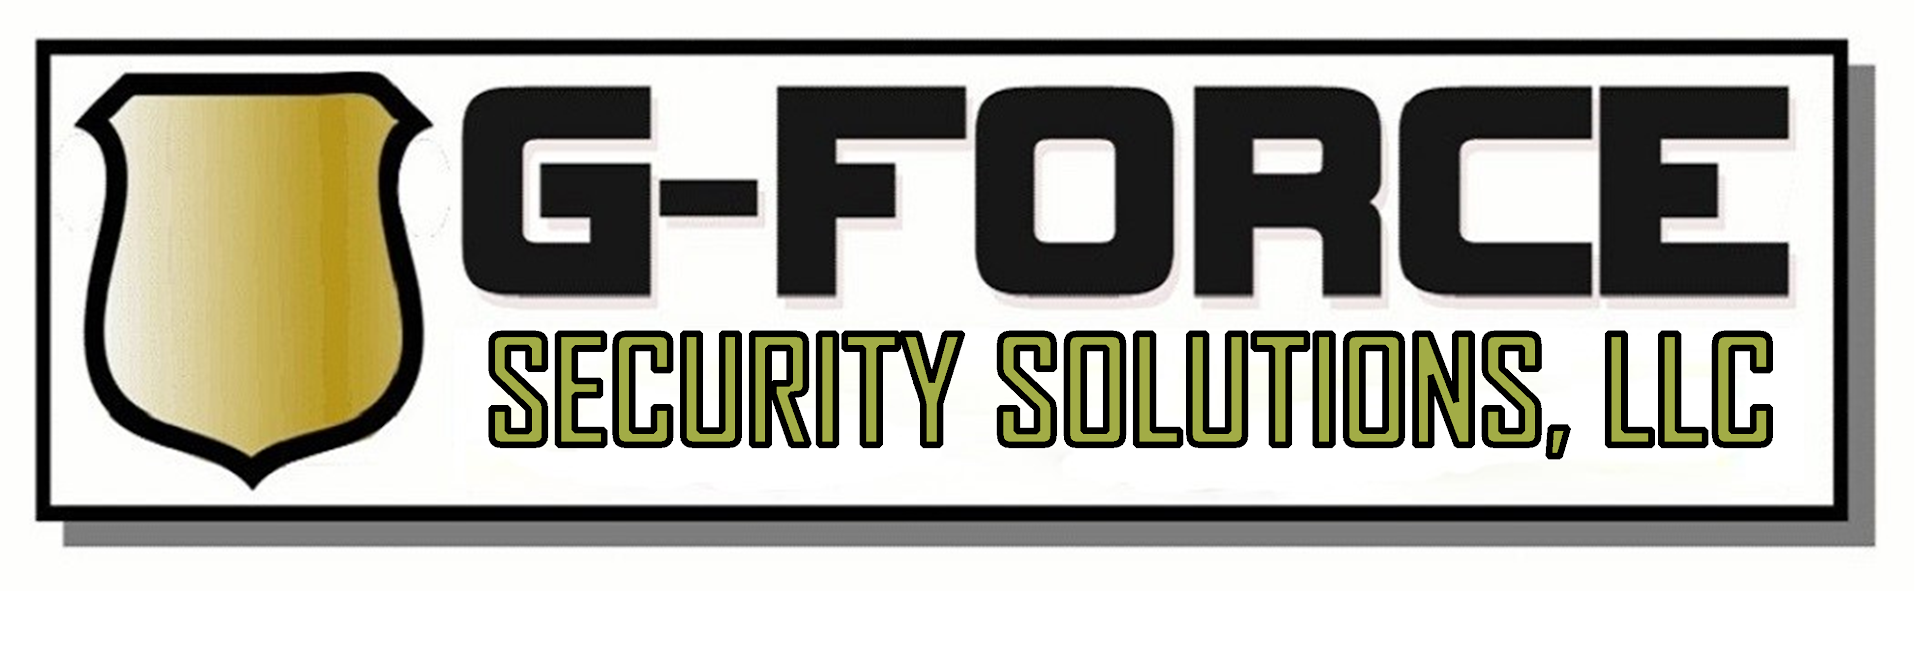 G-FORCE
SECURITY SOLUTIONS, LLC